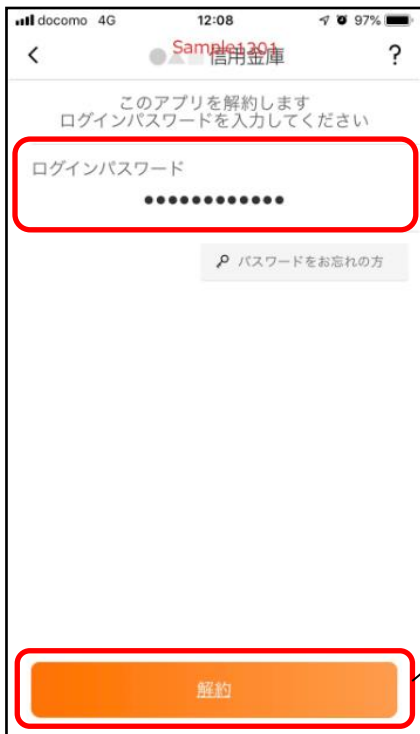 docomo 4G 12:08 97%
●▲■信用金庫
Sample1201
?
このアプリを解約します
ログインパスワードを入力してください
ログインパスワード
●●●●●●●●●●●●
パスワードをお忘れの方
解約